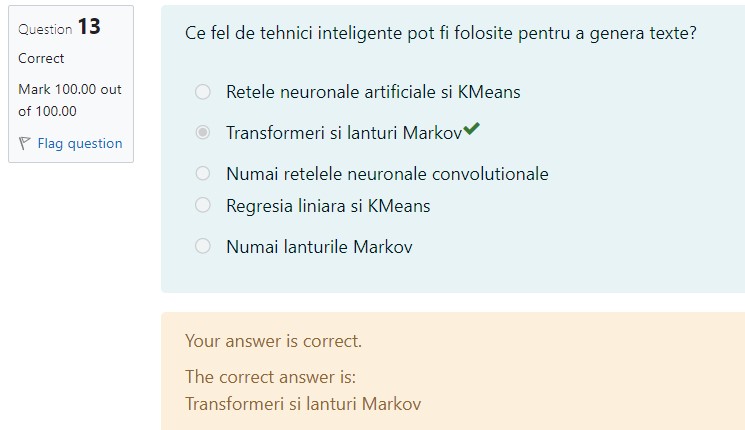 Question 13
Correct
Mark 100.00 out
of 100.00
Flag question
Ce fel de tehnici inteligente pot fi folosite pentru a genera texte?
Retele neuronale artificiale si KMeans
Transformeri si lanturi Markov
Numai retelele neuronale convolutionale
Regresia liniara si KMeans
Numai lanturile Markov
Your answer is correct.
The correct answer is:
Transformeri si lanturi Markov